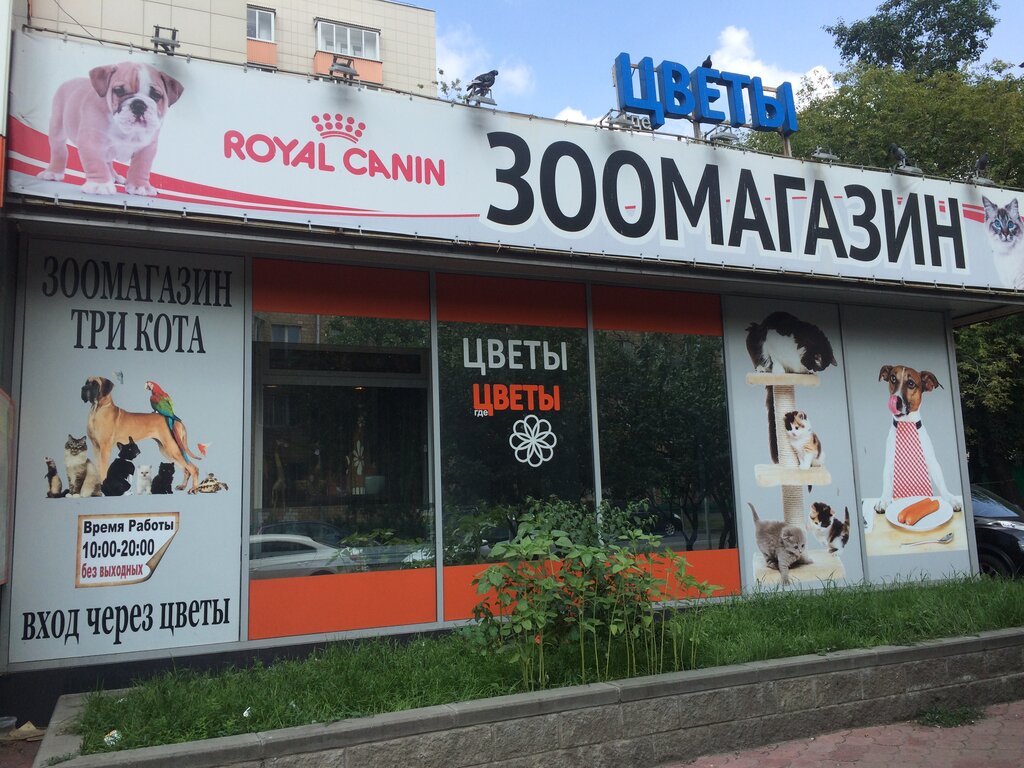 ЦВЕТЫ
где
ROYAL CANIN
ЗООМАГАЗИН
ЗООМАГАЗИН
ТРИ КОТА
Время Работы
10:00-20:00
без выходных
ВХОД ЧЕРЕЗ ЦВЕТЫ
ЦВЕТЫ
ЦВЕТЫ
где